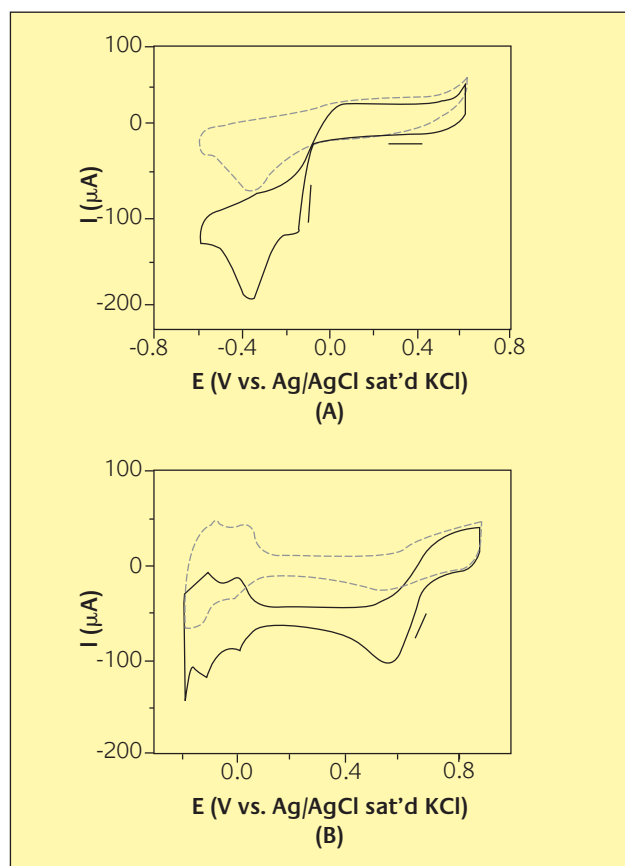 100
0
-100
-200
I (µA)
-0.8 -0.4 0.0 0.4 0.8
E (V vs. Ag/AgCl sat'd KCl)
(A)
100
0
-100
-200
I (µA)
0.0 0.4 0.8
E (V vs. Ag/AgCl sat'd KCl)
(B)